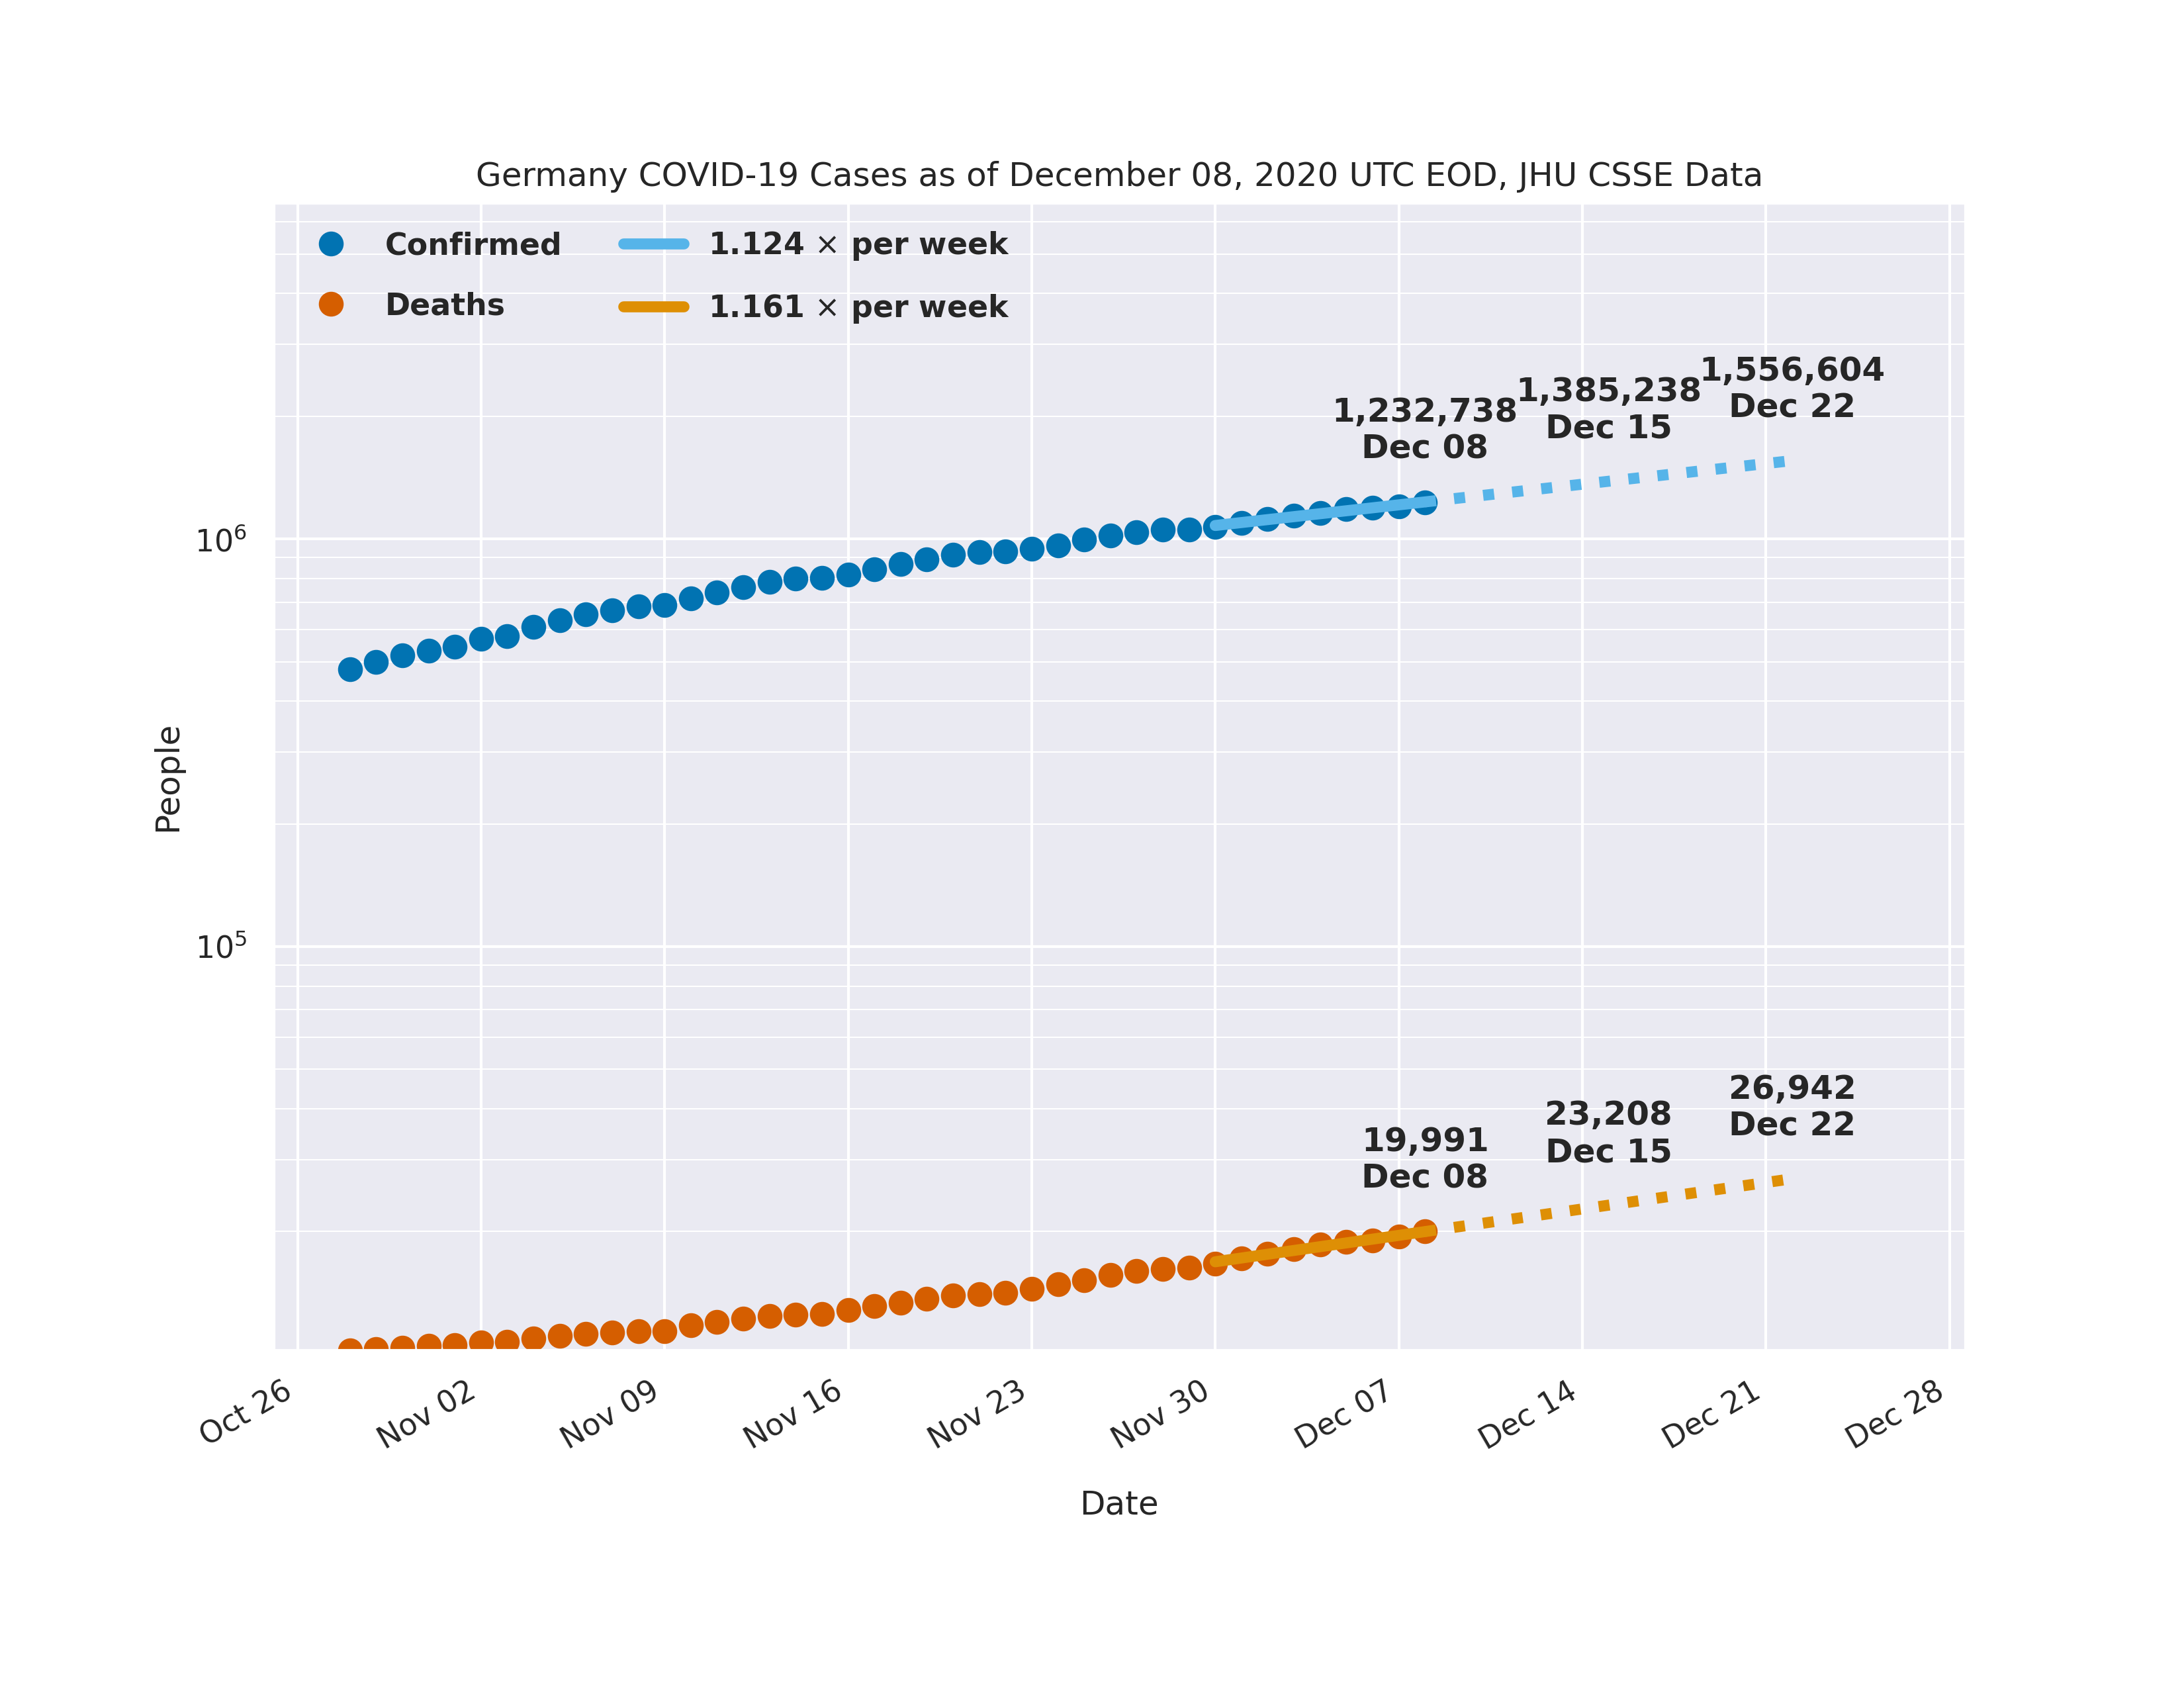 Germany COVID-19 Cases as of December 08, 2020 UTC EOD, JHU CSSE Data
Confirmed
Deaths
1.124 × per week
1.161 × per week
1,232,738
Dec 08
1,385,238
Dec 15
1,556,604
Dec 22
19,991
Dec 08
23,208
Dec 15
26,942
Dec 22
People
10⁶
10⁵
Oct 26
Nov 02
Nov 09
Nov 16
Nov 23
Nov 30
Dec 07
Dec 14
Dec 21
Dec 28
Date